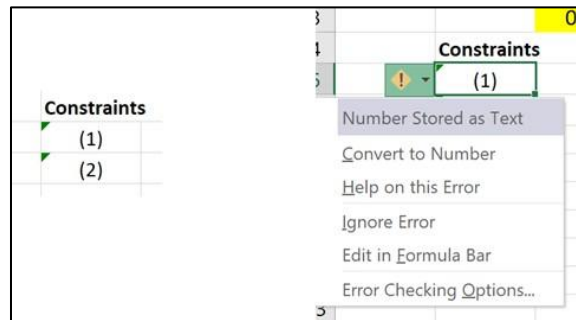 Constraints
(1)
(2)
0
Constraints
(1)
Number Stored as Text
Convert to Number
Help on this Error
Ignore Error
Edit in Formula Bar
Error Checking Options...